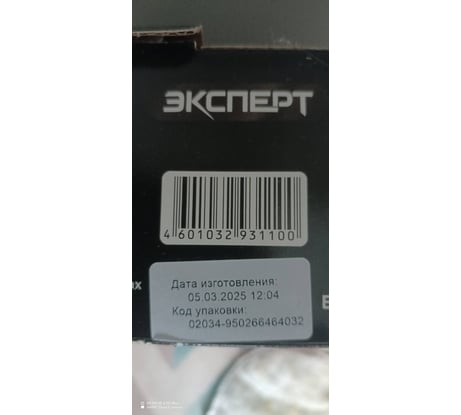 ЭКСПЕРТ
4 601032 931100
Дата изготовления:
05.03.2025 12:04
Код упаковки:
02034-950266464032